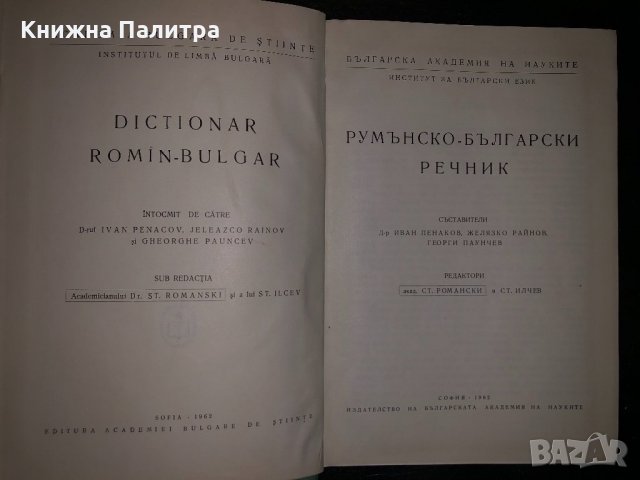 Книжна Палитра
DE ȘTIINȚE
INSTITUTUL DE LIMBĂ BULGARĂ
DICTIONAR
ROMÎN-BULGAR
ÎNTOCMIT DE CĂTRE
D-rul IVAN PENACOV, JELEAZCO RAINOV
și GHEORGHE PAUNCEV
SUB REDACȚIA
Academicianului Dr. ST. ROMANSKI și a lui ST. ILCEV
SOFIA - 1962
EDITURA ACADEMIEI BULGARE DE ȘTIINȚE
БЪЛГАРСКА АКАДЕМИЯ НА НАУКИТЕ
ИНСТИТУТ ЗА БЪЛГАРСКИ ЕЗИК
РУМЪНСКО-БЪЛГАРСКИ
РЕЧНИК
СЪСТАВИТЕЛИ
Д-р ИВАН ПЕНАКОВ, ЖЕЛЯЗКО РАЙНОВ,
ГЕОРГИ ПАУНЧЕВ
РЕДАКТОРИ
акад. СТ. РОМАНСКИ и СТ. ИЛЧЕВ
СОФИЯ - 1962
ИЗДАТЕЛСТВО НА БЪЛГАРСКАТА АКАДЕМИЯ НА НАУКИТЕ
BAZAR